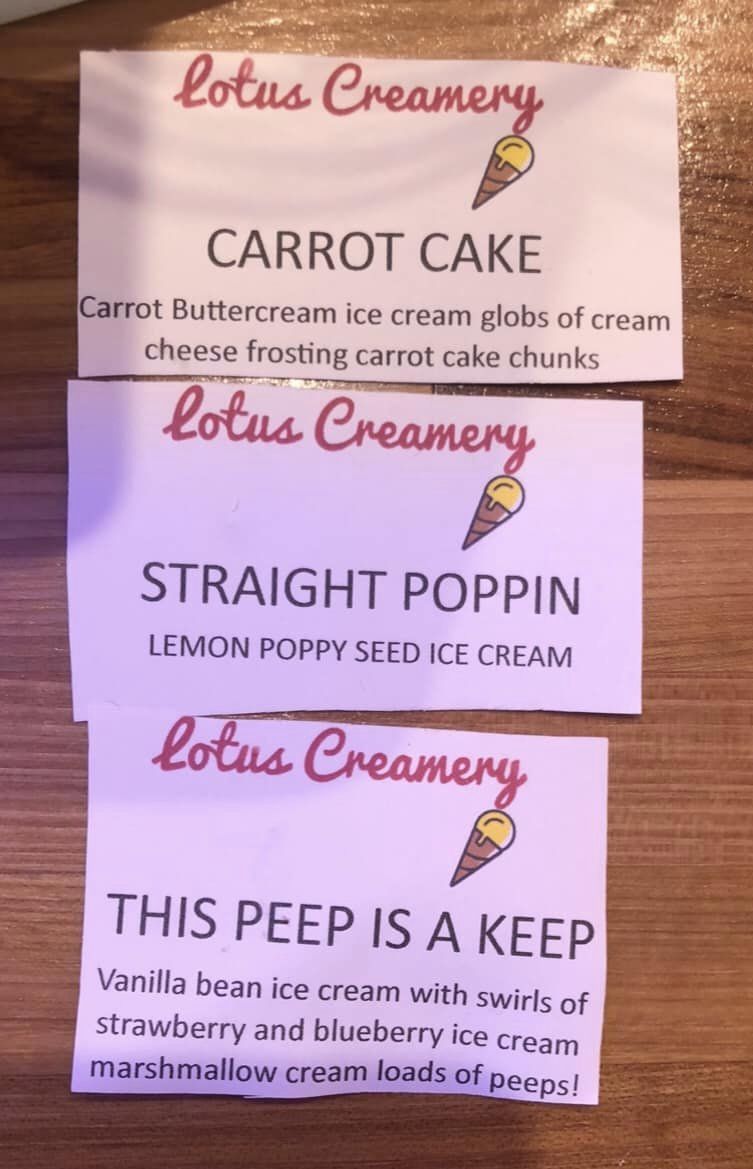 Lotus Creamery
CARROT CAKE
Carrot Buttercream ice cream globs of cream
cheese frosting carrot cake chunks
Lotus Creamery
STRAIGHT POPPIN
LEMON POPPY SEED ICE CREAM
Lotus Creamery
THIS PEEP IS A KEEP
Vanilla bean ice cream with swirls of
strawberry and blueberry ice cream
marshmallow cream loads of peeps!